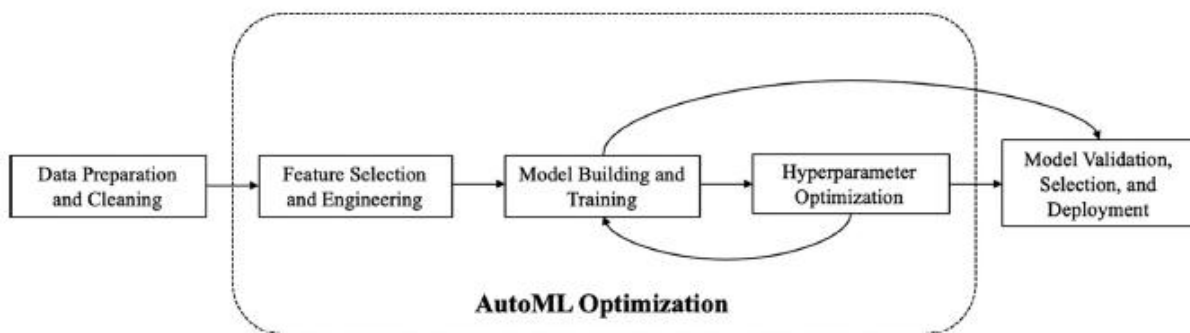 Data Preparation
and Cleaning
Feature Selection
and Engineering
Model Building and
Training
Hyperparameter
Optimization
Model Validation,
Selection, and
Deployment
AutoML Optimization